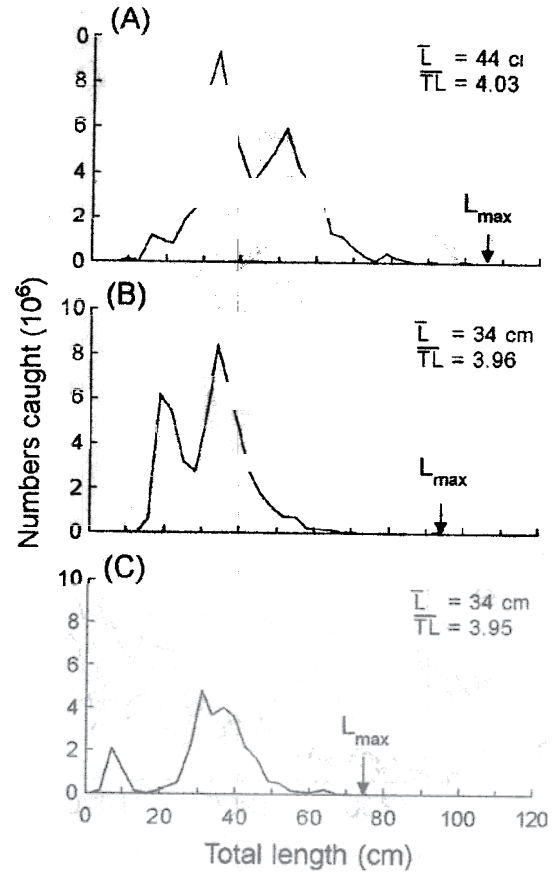 (A)
0
8
6
4
2
0
L = 44 c
TL = 4.03
Lmax
(B)
10
8
6
4
2
0
L = 34 cm
TL = 3.96
Lmax
Numbers caught (10⁶)
(C)
10
8
6
4
2
0
L = 34 cm
TL = 3.95
Lmax
0 20 40 60 80 100 120
Total length (cm)